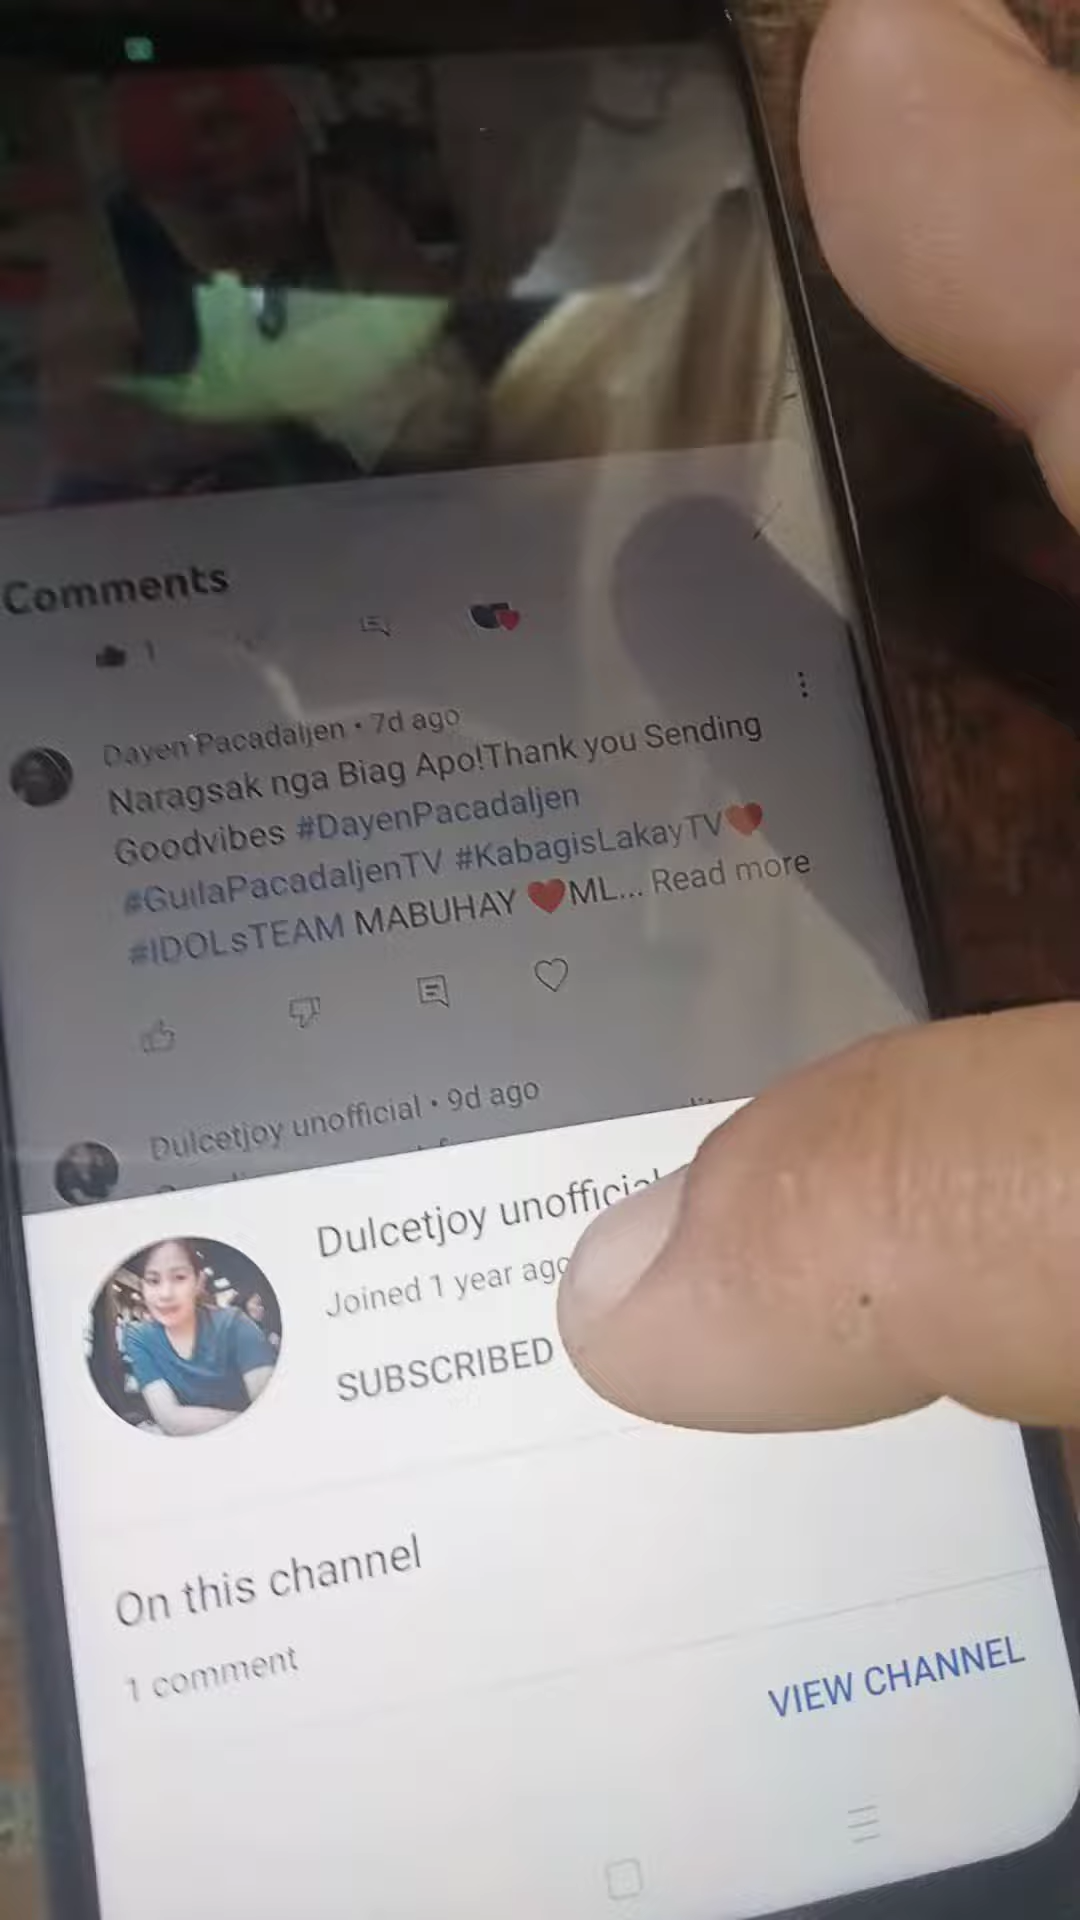 Comments
1
Dayen Pacadaljen • 7d ago
Naragsak nga Biag Apo!Thank you Sending
Goodvibes #DayenPacadaljen
#GuilaPacadaljenTV #KabagisLakayTV❤
#IDOLsTEAM MABUHAY ❤ML... Read more
Dulcetjoy unofficial • 9d ago
Dulcetjoy unofficial
Joined 1 year ago
SUBSCRIBED
On this channel
1 comment
VIEW CHANNEL